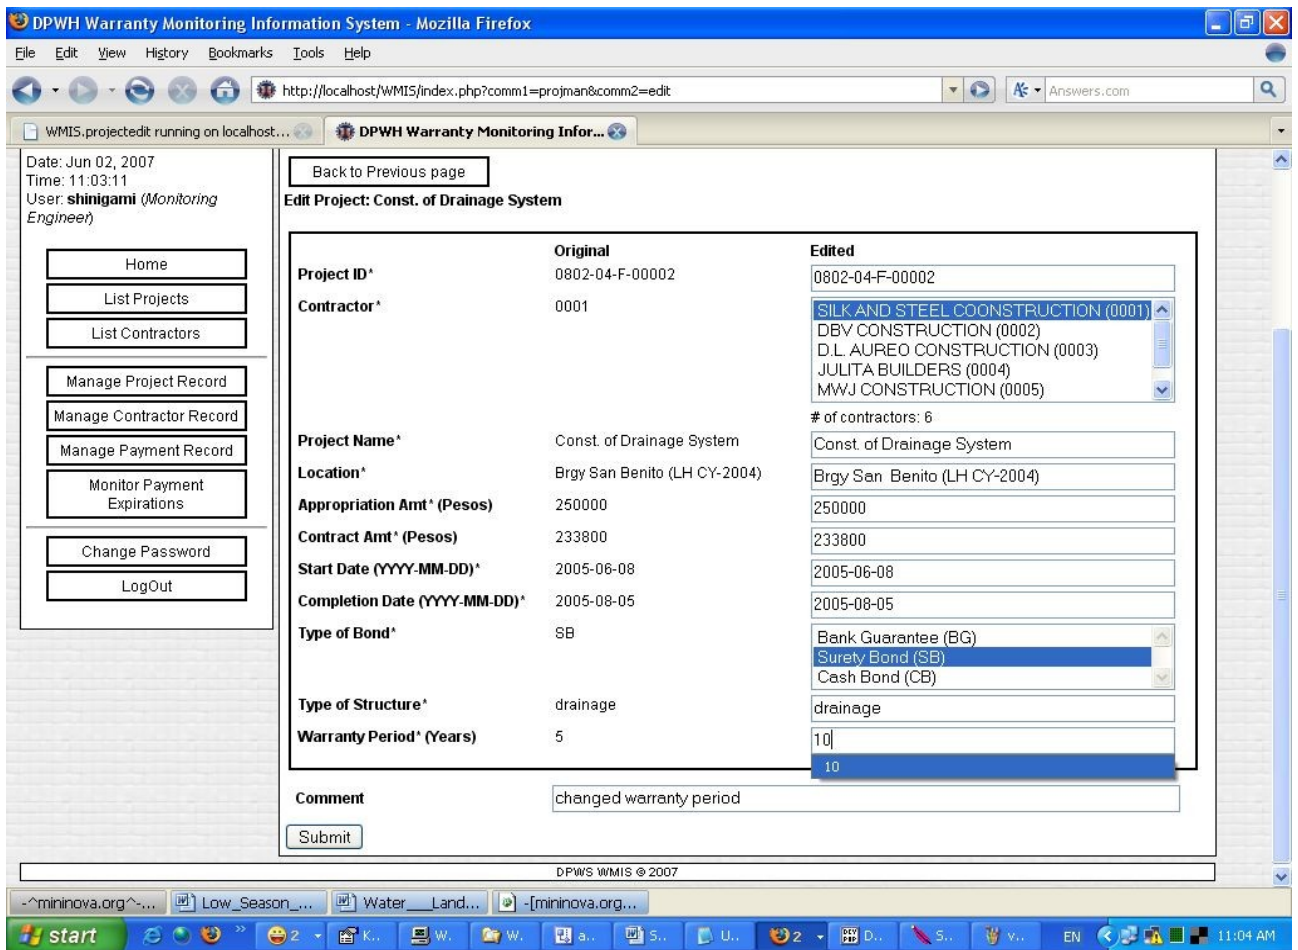 DPWH Warranty Monitoring Information System - Mozilla Firefox
File Edit View History Bookmarks Tools Help
http://localhost/WMIS/index.php?comm1=projman&comm2=edit
Answers.com
WMIS.projectedit running on localhost...
DPWH Warranty Monitoring Infor...
Date: Jun 02, 2007
Time: 11:03:11
User: shinigami (Monitoring
Engineer)
Home
List Projects
List Contractors
Manage Project Record
Manage Contractor Record
Manage Payment Record
Monitor Payment
Expirations
Change Password
LogOut
Back to Previous page
Edit Project: Const. of Drainage System
Original Edited
Project ID* 0802-04-F-00002 0802-04-F-00002
Contractor* 0001 SILK AND STEEL COONSTRUCTION (0001)
DBV CONSTRUCTION (0002)
D.L. AUREO CONSTRUCTION (0003)
JULITA BUILDERS (0004)
MWJ CONSTRUCTION (0005)
# of contractors: 6
Project Name* Const. of Drainage System Const. of Drainage System
Location* Brgy San Benito (LH CY-2004) Brgy San Benito (LH CY-2004)
Appropriation Amt* (Pesos) 250000 250000
Contract Amt* (Pesos) 233800 233800
Start Date (YYYY-MM-DD)* 2005-06-08 2005-06-08
Completion Date (YYYY-MM-DD)* 2005-08-05 2005-08-05
Type of Bond* SB Bank Guarantee (BG)
Surety Bond (SB)
Cash Bond (CB)
Type of Structure* drainage drainage
Warranty Period* (Years) 5 10
10
Comment changed warranty period
Submit
DPWS WMIS © 2007
-^mininova.org^-... Low_Season_... Water___Land... -[mininova.org...
start 2 K.. W.. W.. a.. S.. U.. 2 D.. S.. v.. EN 11:04 AM